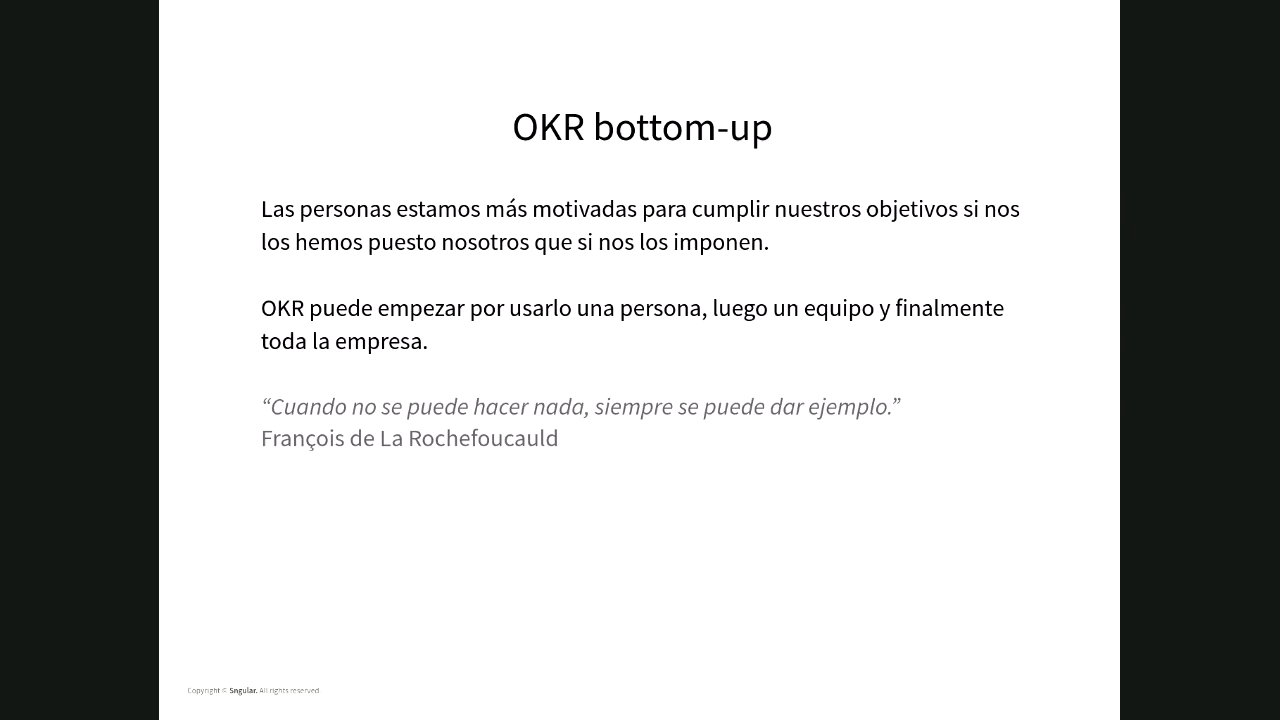 OKR bottom-up
Las personas estamos más motivadas para cumplir nuestros objetivos si nos
los hemos puesto nosotros que si nos los imponen.
OKR puede empezar por usarlo una persona, luego un equipo y finalmente
toda la empresa.
“Cuando no se puede hacer nada, siempre se puede dar ejemplo.”
François de La Rochefoucauld
Copyright © Sngular. All rights reserved.